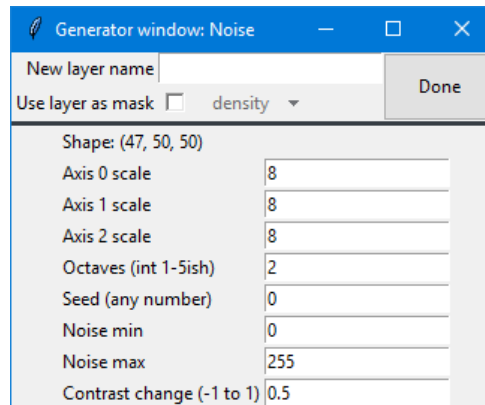 Generator window: Noise
New layer name
Done
Use layer as mask density
Shape: (47, 50, 50)
Axis 0 scale 8
Axis 1 scale 8
Axis 2 scale 8
Octaves (int 1-5ish) 2
Seed (any number) 0
Noise min 0
Noise max 255
Contrast change (-1 to 1) 0.5